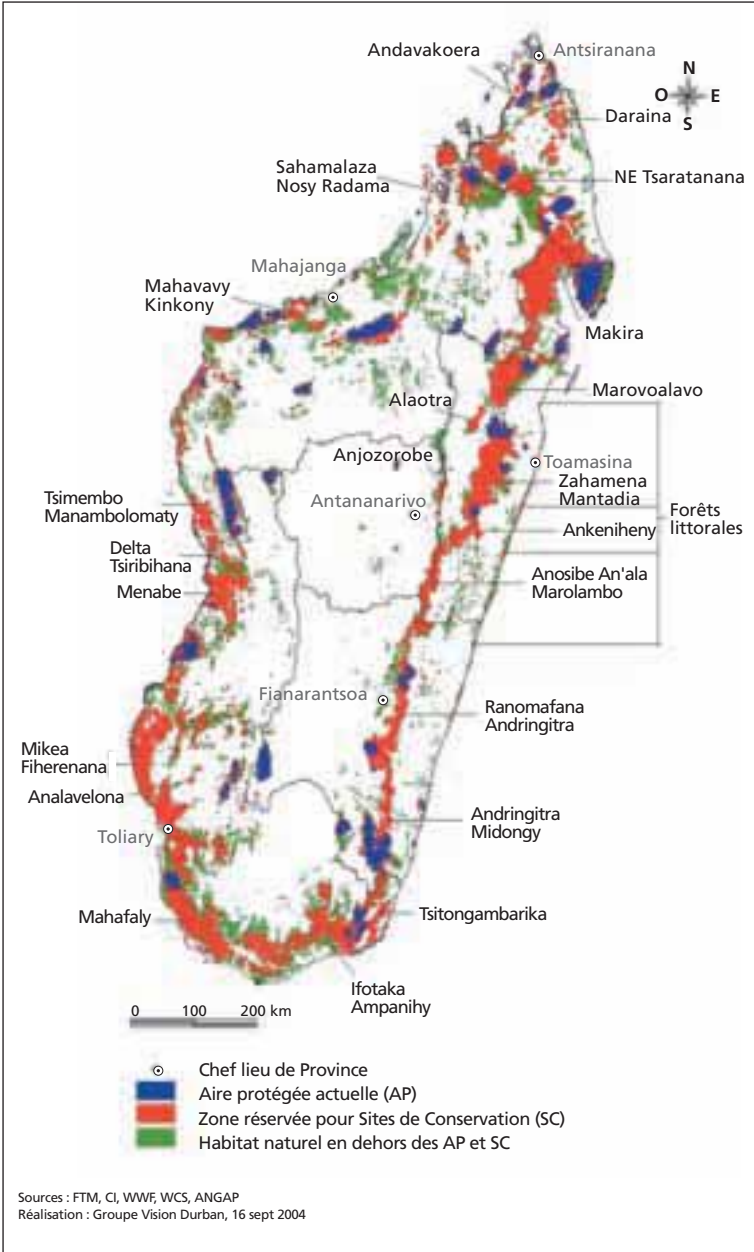 Andavakoera
Antsiranana
N
O
E
S
Daraina
Sahamalaza
Nosy Radama
NE Tsaratanana
Mahajanga
Mahavavy
Kinkony
Makira
Marovoalavo
Alaotra
Anjozorobe
Toamasina
Zahamena
Mantadia
Antananarivo
Tsimembo
Manambolomaty
Forêts
littorales
Ankeniheny
Delta
Tsiribihana
Anosibe An'ala
Marolambo
Menabe
Fianarantsoa
Ranomafana
Andringitra
Mikea
Fiherenana
Analavelona
Andringitra
Midongy
Toliary
Mahafaly
Tsitongambarika
Ifotaka
Ampanihy
0 100 200 km
Chef lieu de Province
Aire protégée actuelle (AP)
Zone réservée pour Sites de Conservation (SC)
Habitat naturel en dehors des AP et SC
Sources : FTM, CI, WWF, WCS, ANGAP
Réalisation : Groupe Vision Durban, 16 sept 2004